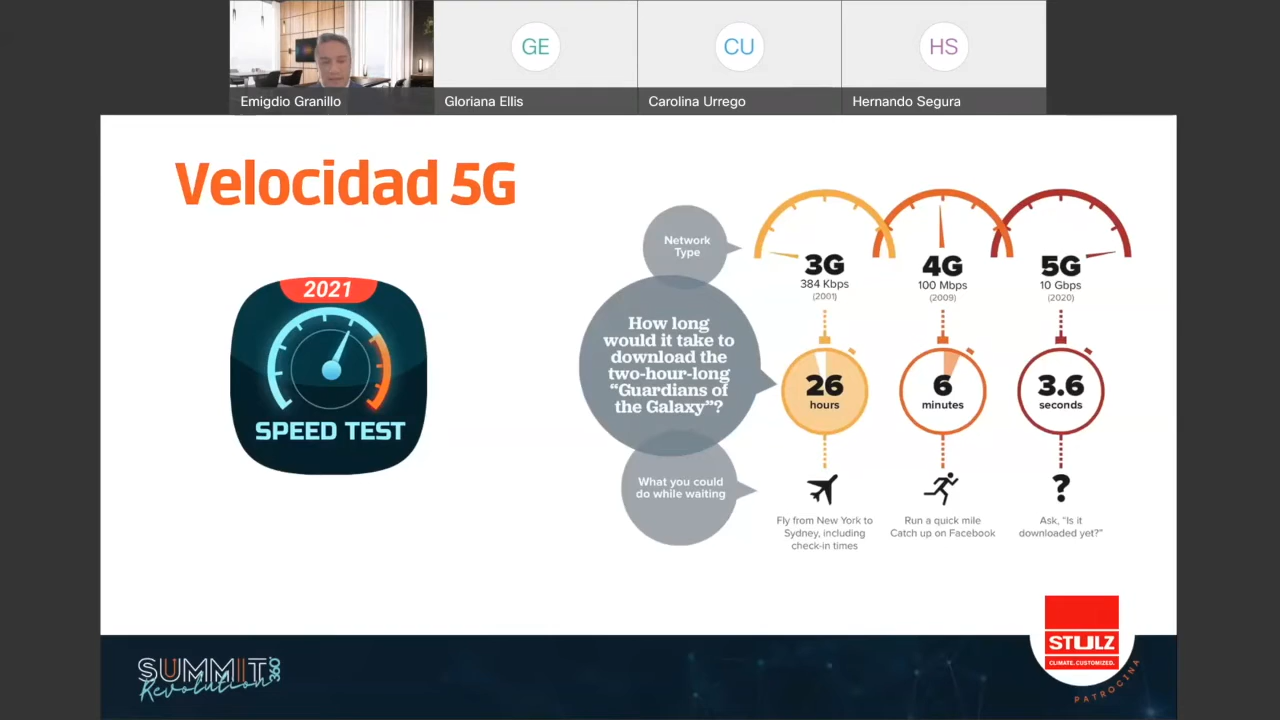 Emigdio Granillo
GE
Gloriana Ellis
CU
Carolina Urrego
HS
Hernando Segura
Velocidad 5G
2021
SPEED TEST
Network
Type
3G
384 Kbps
(2001)
4G
100 Mbps
(2009)
5G
10 Gbps
(2020)
How long
would it take to
download the
two-hour-long
“Guardians of
the Galaxy”?
26
hours
6
minutes
3.6
seconds
What you could
do while waiting
Fly from New York to
Sydney, including
check-in times
Run a quick mile
Catch up on Facebook
?
Ask, “Is it
downloaded yet?”
SUMMIT
360°
Revolution
STULZ
CLIMATE. CUSTOMIZED.
PATROCINA